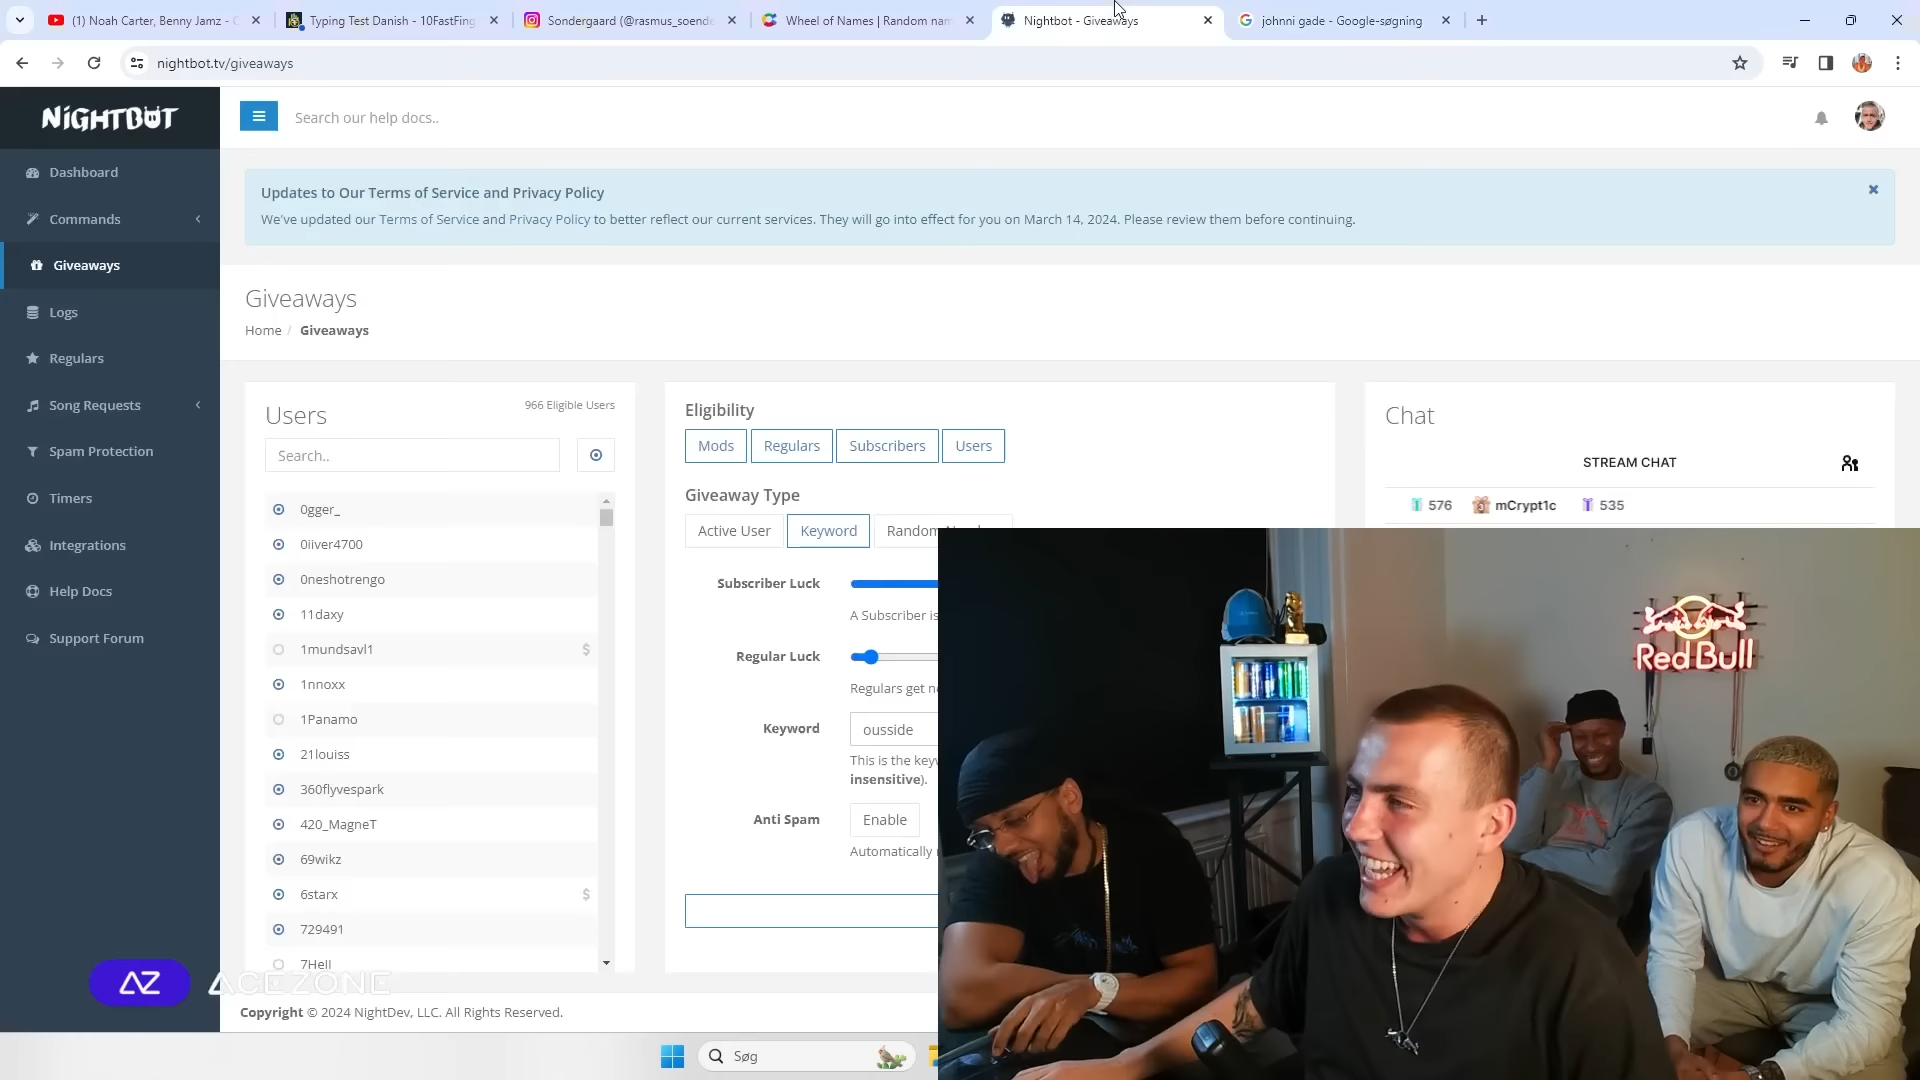 (1) Noah Carter, Benny Jamz -
Typing Test Danish - 10FastFing
Sondergaard (@rasmus_soende
Wheel of Names | Random nam
Nightbot - Giveaways
johnni gade - Google-søgning
nightbot.tv/giveaways
NiGHTBOT
Search our help docs..
Dashboard
Commands
Giveaways
Logs
Regulars
Song Requests
Spam Protection
Timers
Integrations
Help Docs
Support Forum
Updates to Our Terms of Service and Privacy Policy
We've updated our Terms of Service and Privacy Policy to better reflect our current services. They will go into effect for you on March 14, 2024. Please review them before continuing.
Giveaways
Home / Giveaways
Users
966 Eligible Users
Search..
0gger_
0iiver4700
0neshotrengo
11daxy
1mundsavl1 $
1nnoxx
1Panamo
21louiss
360flyvespark
420_MagneT
69wikz
6starx $
729491
7Hell
Eligibility
Mods Regulars Subscribers Users
Giveaway Type
Active User Keyword Random
Subscriber Luck
A Subscriber is
Regular Luck
Regulars get
Keyword ousside
This is the
insensitive).
Anti Spam Enable
Automatically
Chat
STREAM CHAT
576 mCrypt1c 535
Red Bull
AZ ACEZONE
Copyright © 2024 NightDev, LLC. All Rights Reserved.
Søg